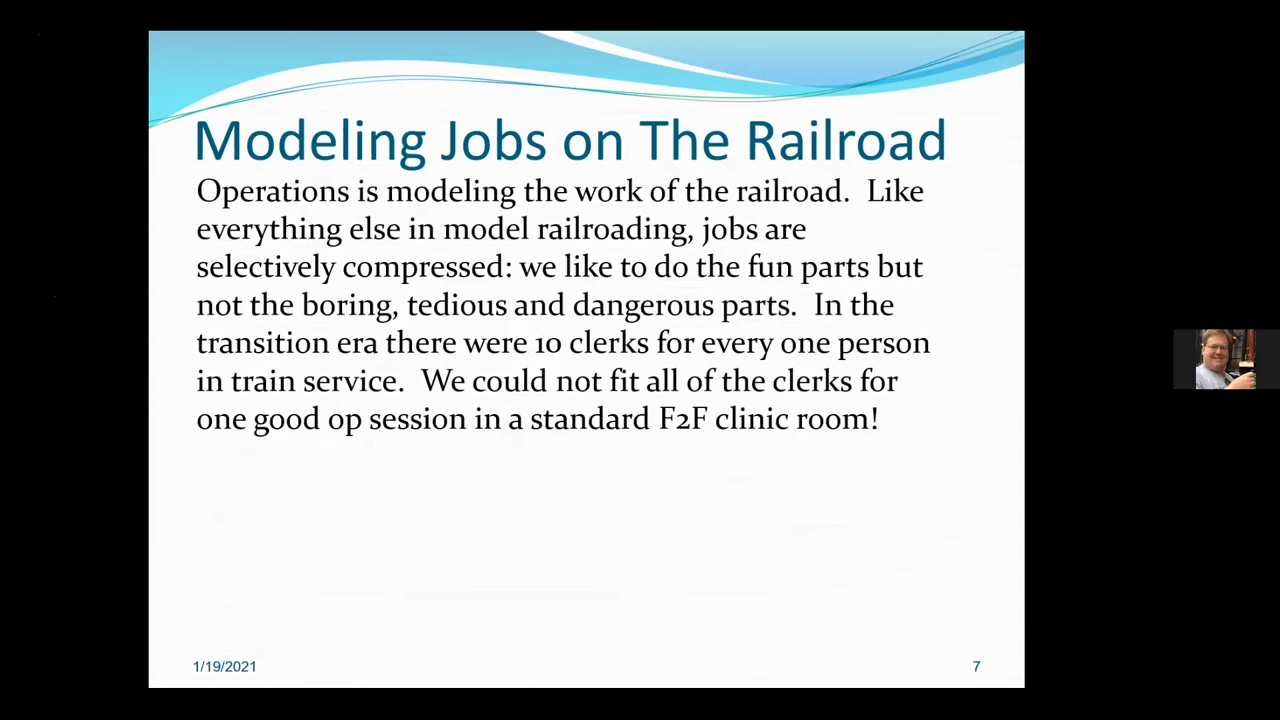 Modeling Jobs on The Railroad
Operations is modeling the work of the railroad.  Like
everything else in model railroading, jobs are
selectively compressed: we like to do the fun parts but
not the boring, tedious and dangerous parts.  In the
transition era there were 10 clerks for every one person
in train service.  We could not fit all of the clerks for
one good op session in a standard F2F clinic room!
1/19/2021
7